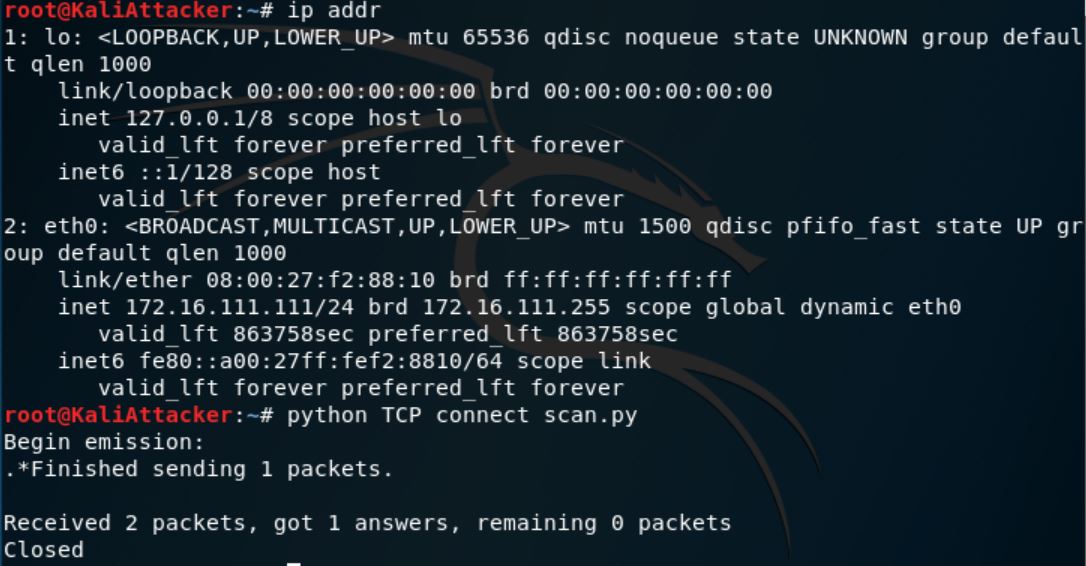 root@KaliAttacker:~# ip addr
1: lo: <LOOPBACK,UP,LOWER_UP> mtu 65536 qdisc noqueue state UNKNOWN group defaul
t qlen 1000
    link/loopback 00:00:00:00:00:00 brd 00:00:00:00:00:00
    inet 127.0.0.1/8 scope host lo
       valid_lft forever preferred_lft forever
    inet6 ::1/128 scope host
       valid_lft forever preferred_lft forever
2: eth0: <BROADCAST,MULTICAST,UP,LOWER_UP> mtu 1500 qdisc pfifo_fast state UP gr
oup default qlen 1000
    link/ether 08:00:27:f2:88:10 brd ff:ff:ff:ff:ff:ff
    inet 172.16.111.111/24 brd 172.16.111.255 scope global dynamic eth0
       valid_lft 863758sec preferred_lft 863758sec
    inet6 fe80::a00:27ff:fef2:8810/64 scope link
       valid_lft forever preferred_lft forever
root@KaliAttacker:~# python TCP connect scan.py
Begin emission:
.*Finished sending 1 packets.

Received 2 packets, got 1 answers, remaining 0 packets
Closed